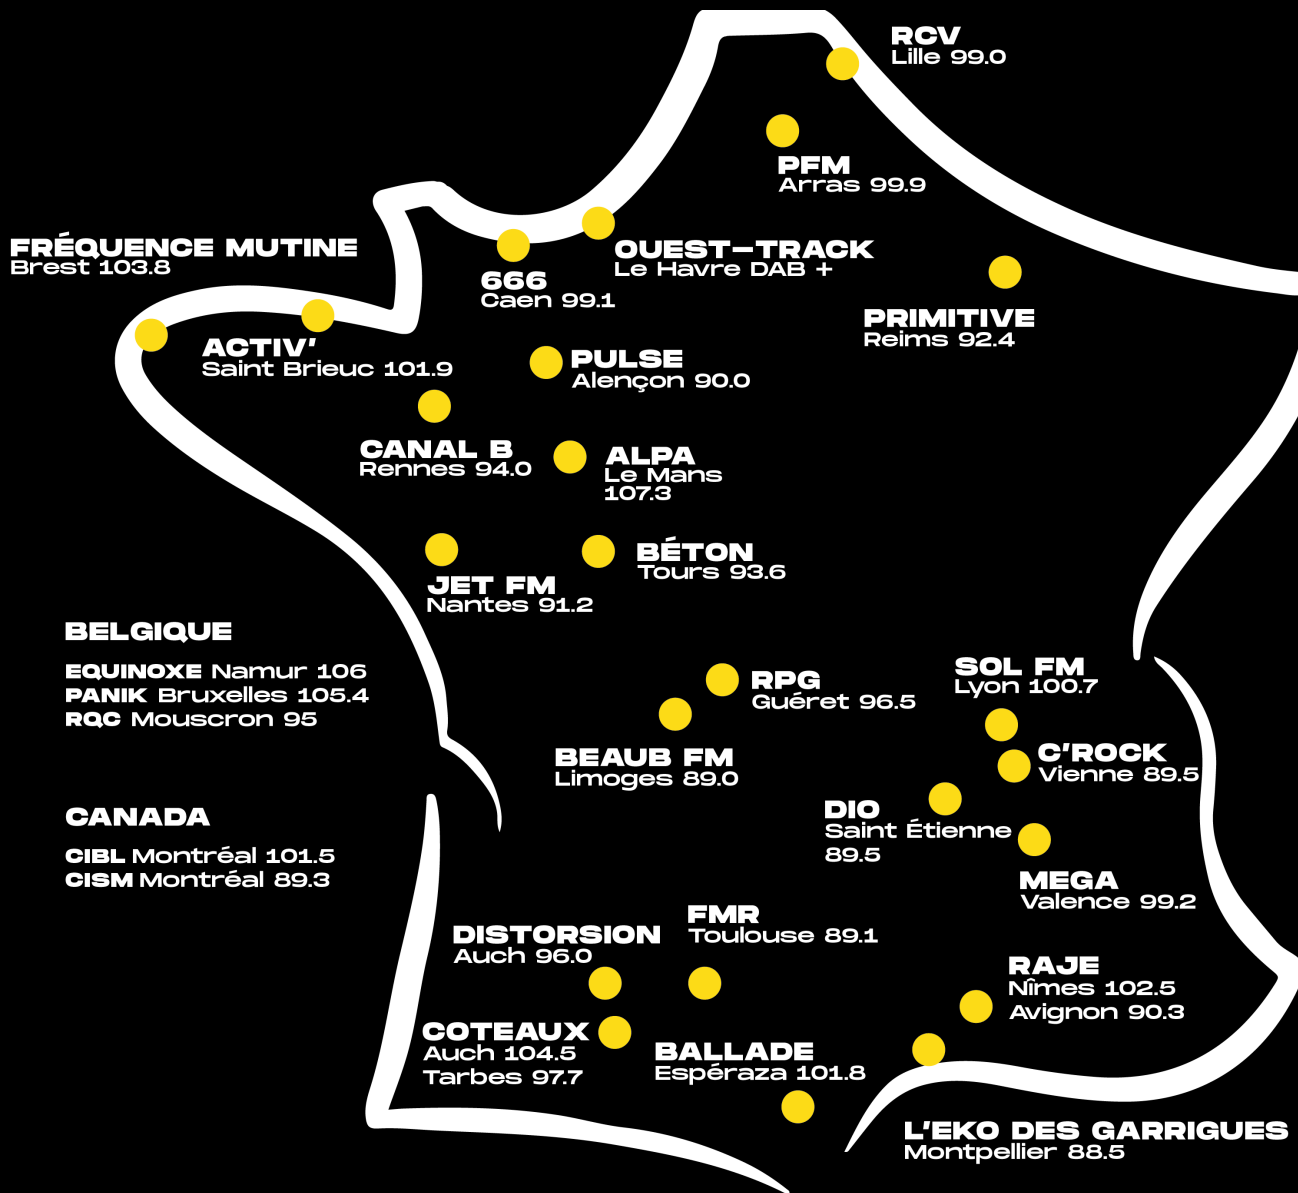 RCV
Lille 99.0
PFM
Arras 99.9
FRÉQUENCE MUTINE
Brest 103.8
OUEST-TRACK
Le Havre DAB +
666
Caen 99.1
PRIMITIVE
Reims 92.4
ACTIV'
Saint Brieuc 101.9
PULSE
Alençon 90.0
CANAL B
Rennes 94.0
ALPA
Le Mans
107.3
BÉTON
Tours 93.6
JET FM
Nantes 91.2
BELGIQUE
EQUINOXE Namur 106
PANIK Bruxelles 105.4
RQC Mouscron 95
RPG
Guéret 96.5
SOL FM
Lyon 100.7
BEAUB FM
Limoges 89.0
C'ROCK
Vienne 89.5
DIO
Saint Étienne
89.5
CANADA
CIBL Montréal 101.5
CISM Montréal 89.3
MEGA
Valence 99.2
DISTORSION
Auch 96.0
FMR
Toulouse 89.1
RAJE
Nîmes 102.5
Avignon 90.3
COTEAUX
Auch 104.5
Tarbes 97.7
BALLADE
Espéraza 101.8
L'EKO DES GARRIGUES
Montpellier 88.5